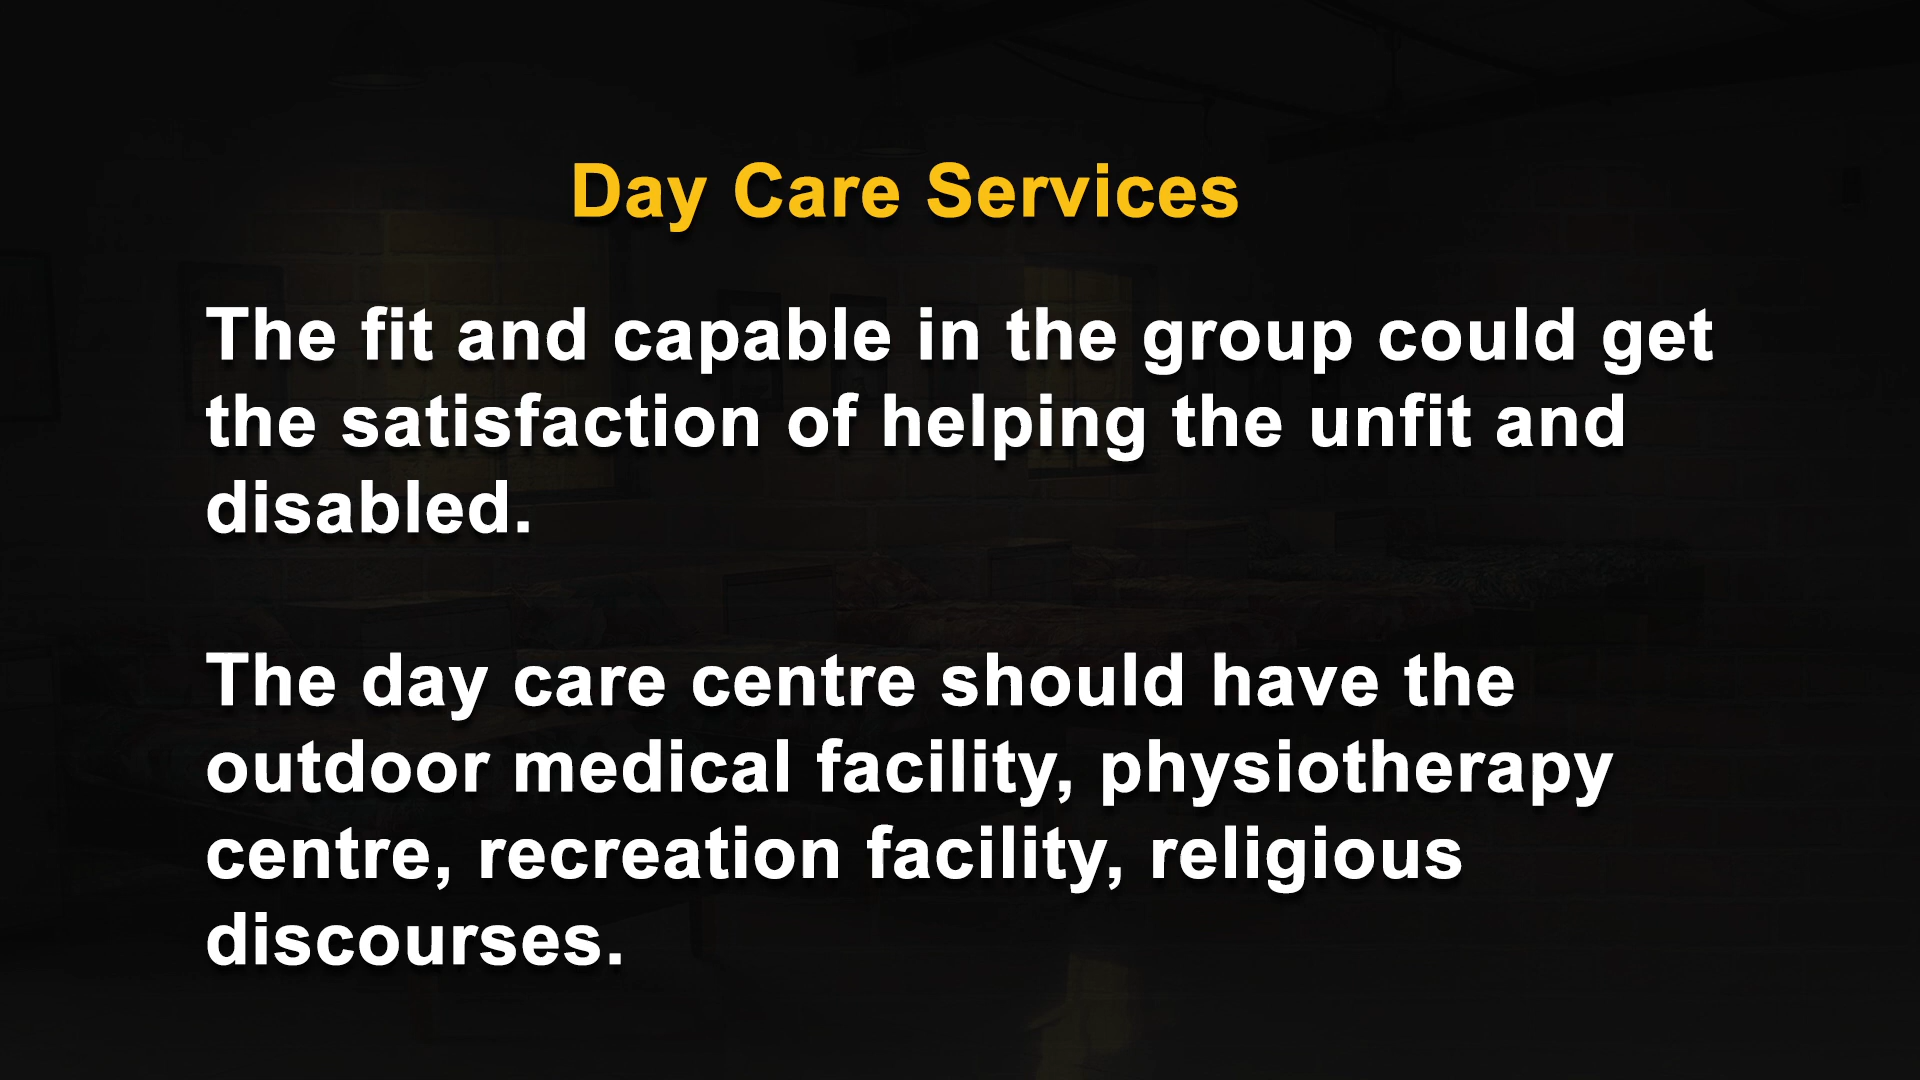 Day Care Services
The fit and capable in the group could get
the satisfaction of helping the unfit and
disabled.
The day care centre should have the
outdoor medical facility, physiotherapy
centre, recreation facility, religious
discourses.